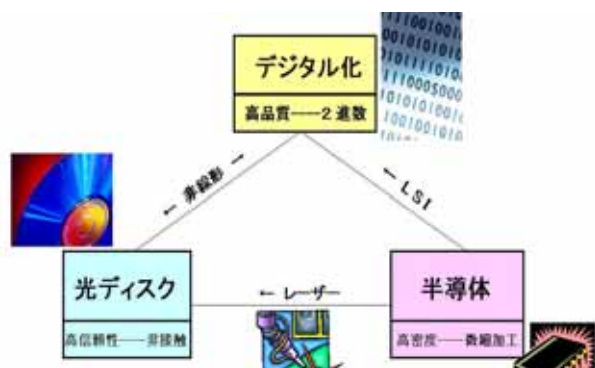 デジタル化
高品質----2進数
← 非線形 →
← LSI
光ディスク
高信頼性----非接触
← レーザー
半導体
高密度----微細加工